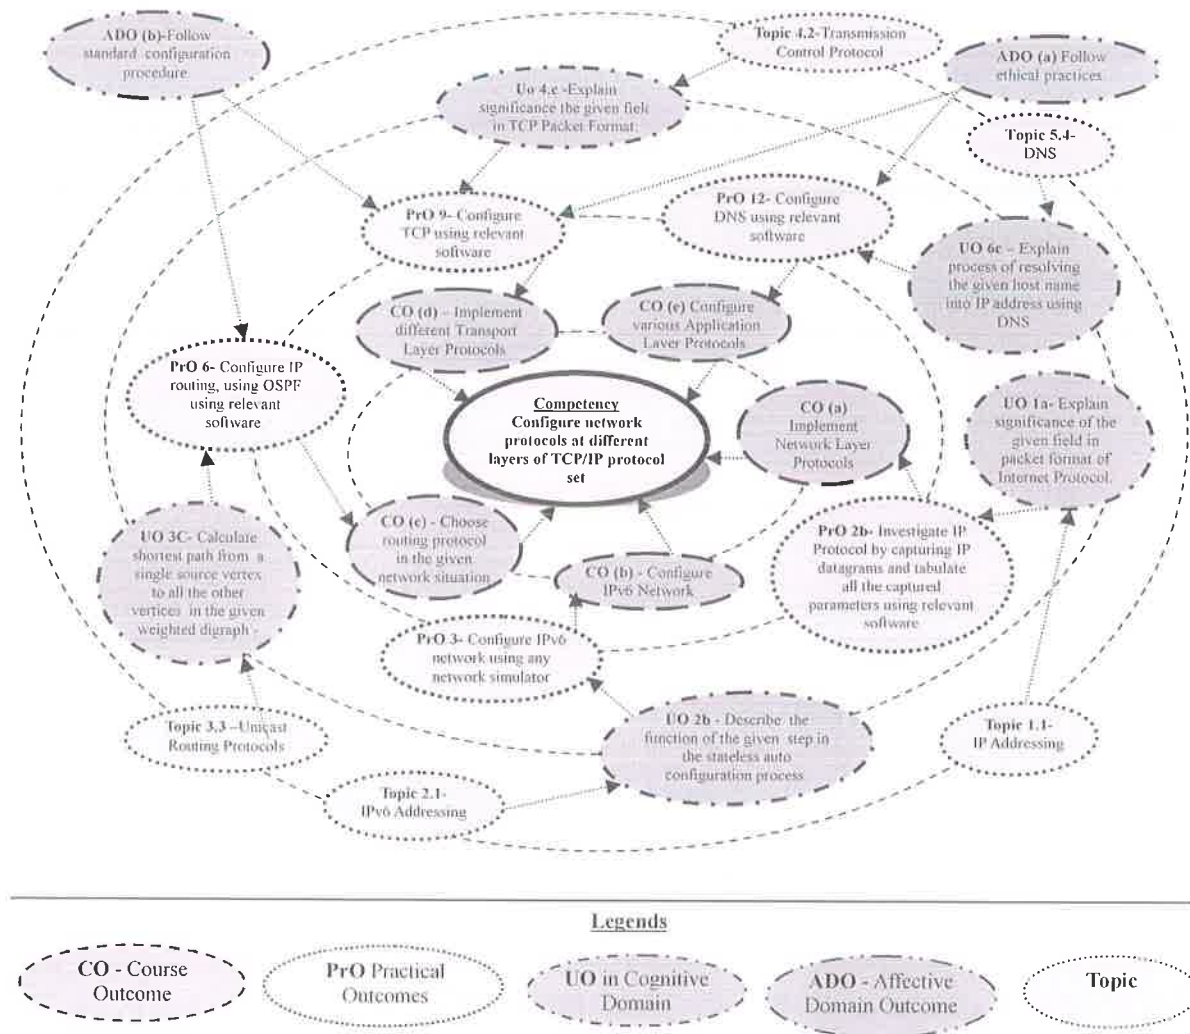 ADO (b)-Follow
standard configuration
procedure
Topic 4.2-Transmission
Control Protocol
ADO (a) Follow
ethical practices.
Uo 4.c -Explain
significance the given field
in TCP Packet Format.
Topic 5.4-
DNS
PrO 9- Configure
TCP using relevant
software
PrO 12- Configure
DNS using relevant
software
UO 6c – Explain
process of resolving
the given host name
into IP address using
DNS
CO (d) – Implement
different Transport
Layer Protocols
CO (e) Configure
various Application
Layer Protocols
PrO 6- Configure IP
routing, using OSPF
using relevant
software
Competency
Configure network
protocols at different
layers of TCP/IP protocol
set
CO (a)
Implement
Network Layer
Protocols
UO 1a- Explain
significance of the
given field in
packet format of
Internet Protocol.
UO 3C- Calculate
shortest path from a
single source vertex
to all the other
vertices in the given
weighted digraph -
CO (c) - Choose
routing protocol
in the given
network situation
CO (b) - Configure
IPv6 Network
PrO 2b- Investigate IP
Protocol by capturing IP
datagrams and tabulate
all the captured
parameters using relevant
software
PrO 3- Configure IPv6
network using any
network simulator
Topic 3.3 –Unicast
Routing Protocols
UO 2b - Describe the
function of the given step in
the stateless auto
configuration process
Topic 1.1-
IP Addressing
Topic 2.1-
IPv6 Addressing
Legends
CO - Course
Outcome
PrO Practical
Outcomes
UO in Cognitive
Domain
ADO - Affective
Domain Outcome
Topic